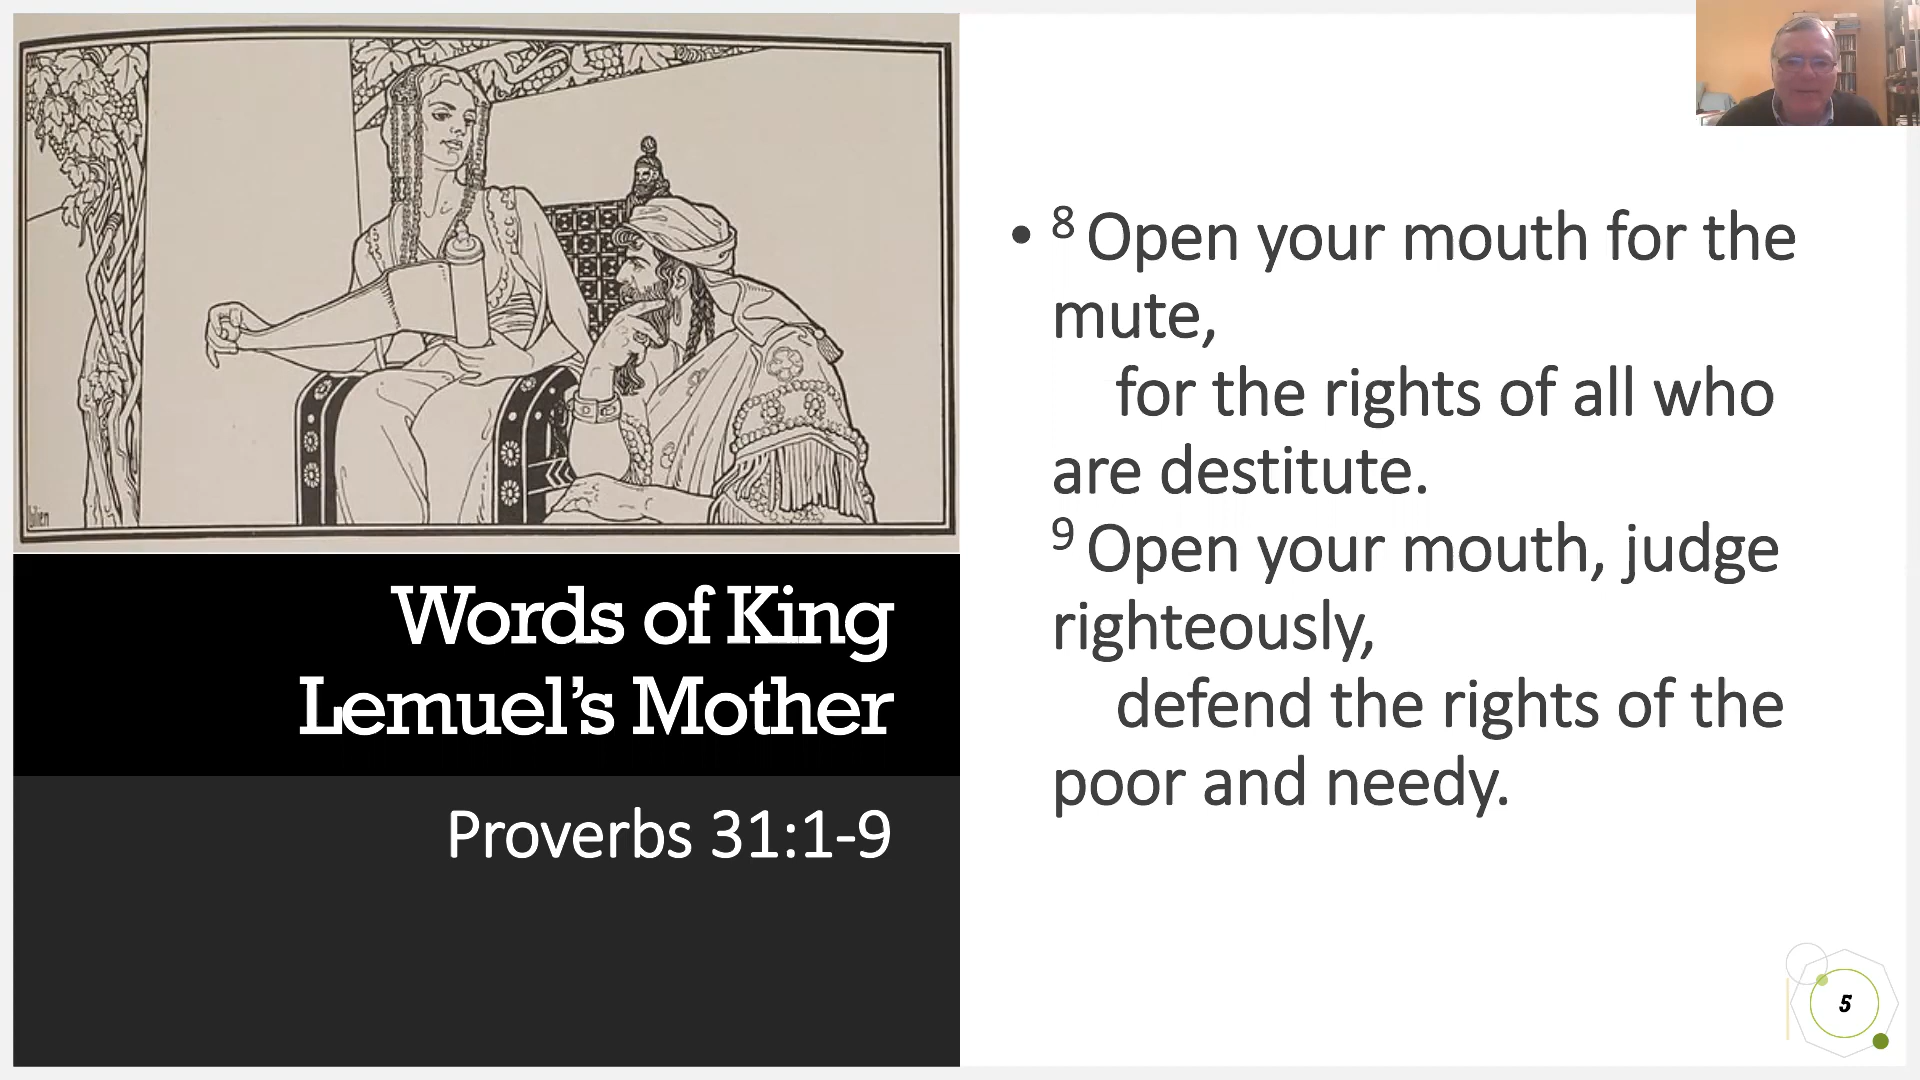 lilien
Words of King
Lemuel’s Mother
Proverbs 31:1-9
• 8 Open your mouth for the
mute,
for the rights of all who
are destitute.
9 Open your mouth, judge
righteously,
defend the rights of the
poor and needy.
5